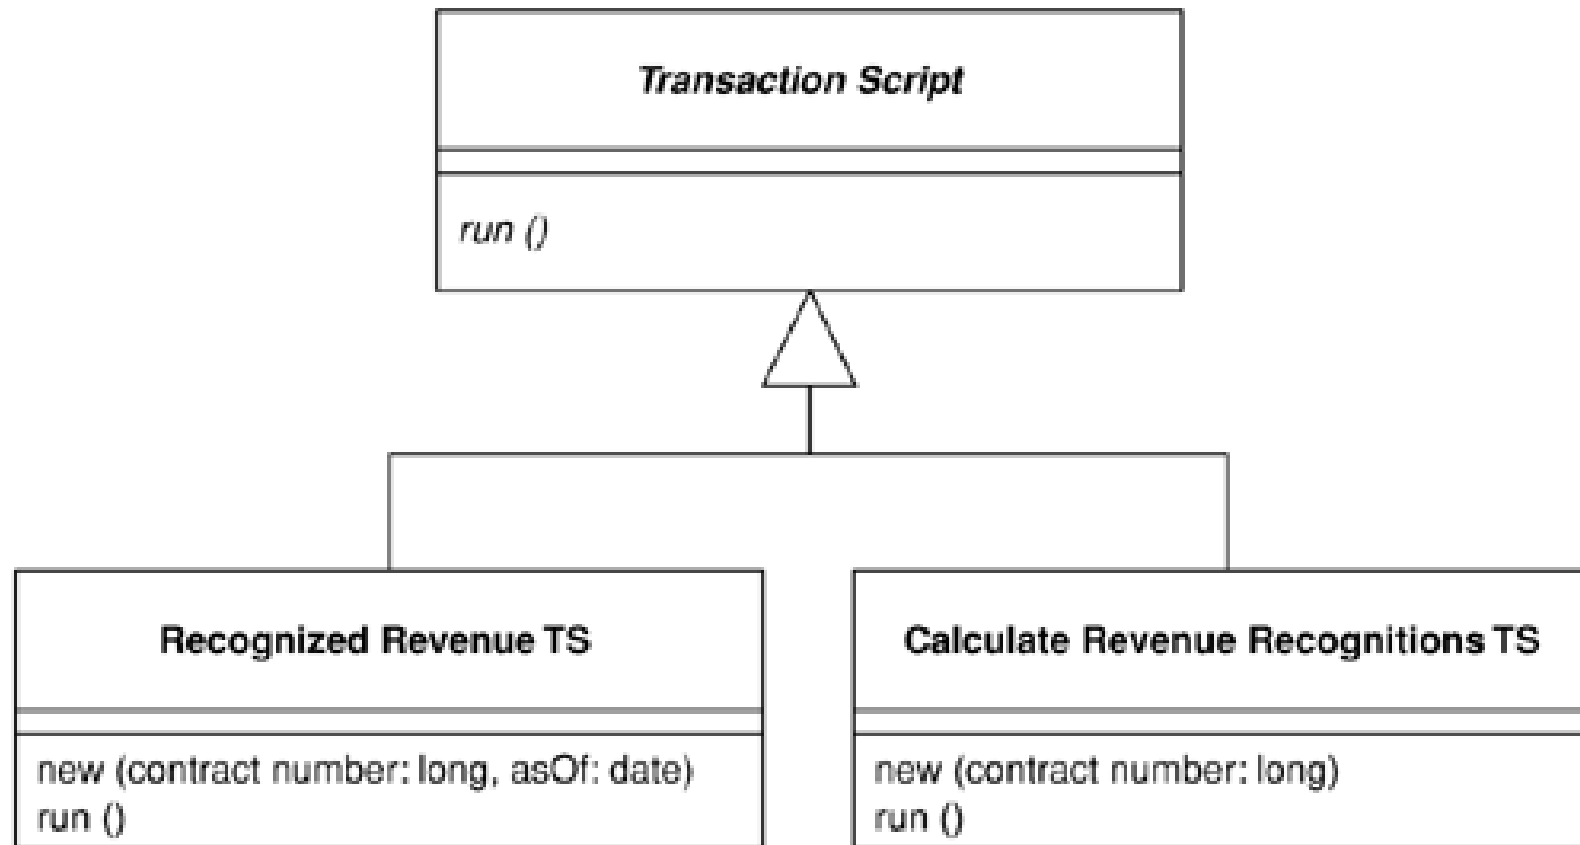 Transaction Script
run ()
Recognized Revenue TS
new (contract number: long, asOf: date)
run ()
Calculate Revenue Recognitions TS
new (contract number: long)
run ()